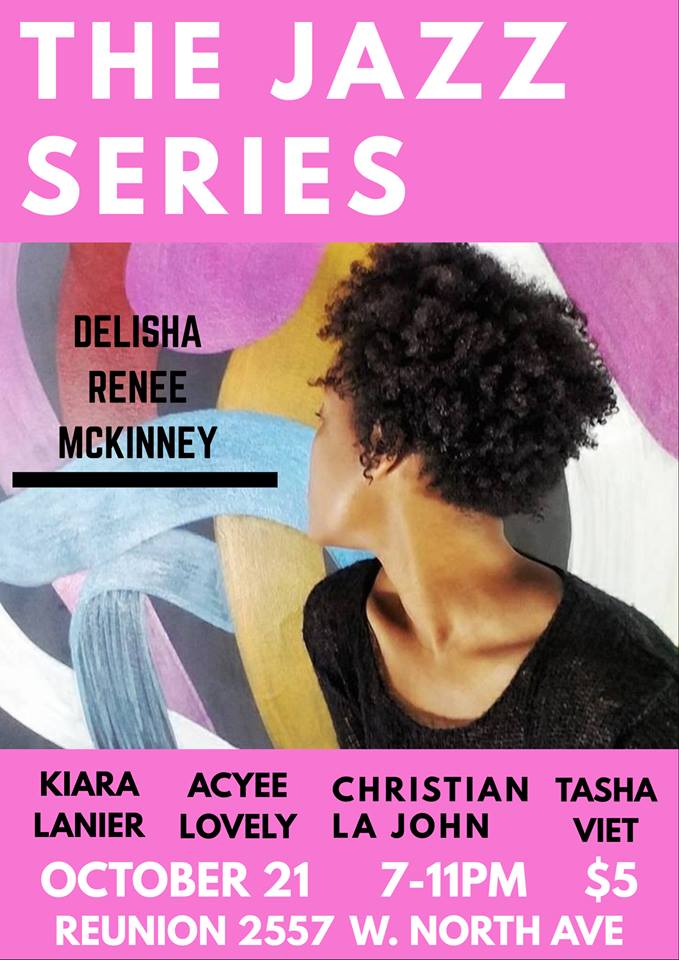 THE JAZZ
SERIES
DELISHA
RENEE
MCKINNEY
KIARA
LANIER
ACYEE
LOVELY
CHRISTIAN
LA JOHN
TASHA
VIET
OCTOBER 21 7-11PM $5
REUNION 2557 W. NORTH AVE